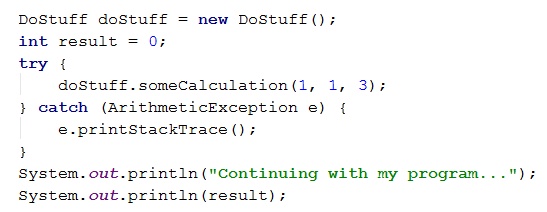 DoStuff doStuff = new DoStuff();
int result = 0;
try {
    doStuff.someCalculation(1, 1, 3);
} catch (ArithmeticException e) {
    e.printStackTrace();
}
System.out.println("Continuing with my program...");
System.out.println(result);